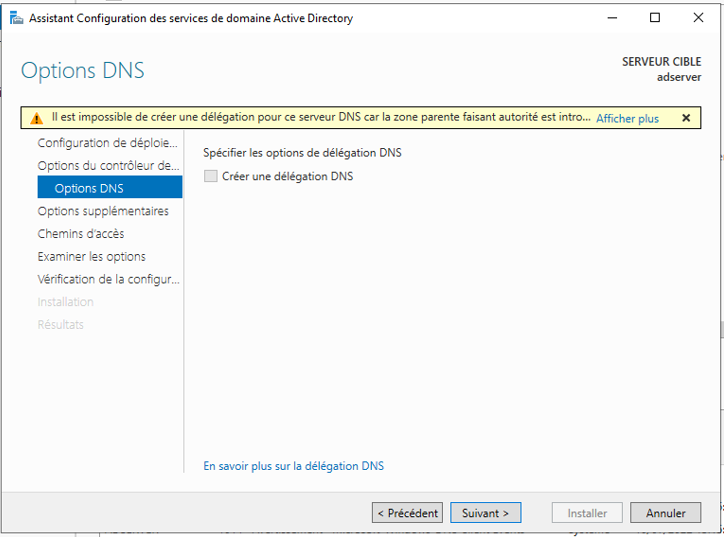 Assistant Configuration des services de domaine Active Directory
Options DNS
SERVEUR CIBLE
adserver
Il est impossible de créer une délégation pour ce serveur DNS car la zone parente faisant autorité est intro... Afficher plus
Configuration de déploie...
Options du contrôleur de...
Options DNS
Options supplémentaires
Chemins d'accès
Examiner les options
Vérification de la configur...
Installation
Résultats
Spécifier les options de délégation DNS
Créer une délégation DNS
En savoir plus sur la délégation DNS
< Précédent
Suivant >
Installer
Annuler